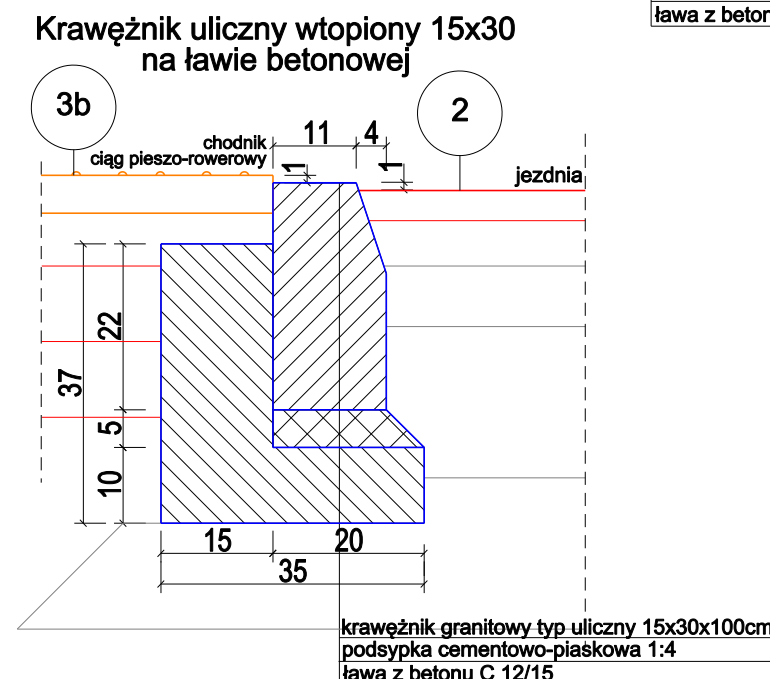 Krawężnik uliczny wtopiony 15x30
na ławie betonowej
ława z beton
3b
2
chodnik
ciąg pieszo-rowerowy
11
4
1
1
jezdnia
22
37
5
10
15
20
35
krawężnik granitowy typ uliczny 15x30x100cm
podsypka cementowo-piaskowa 1:4
ława z betonu C 12/15